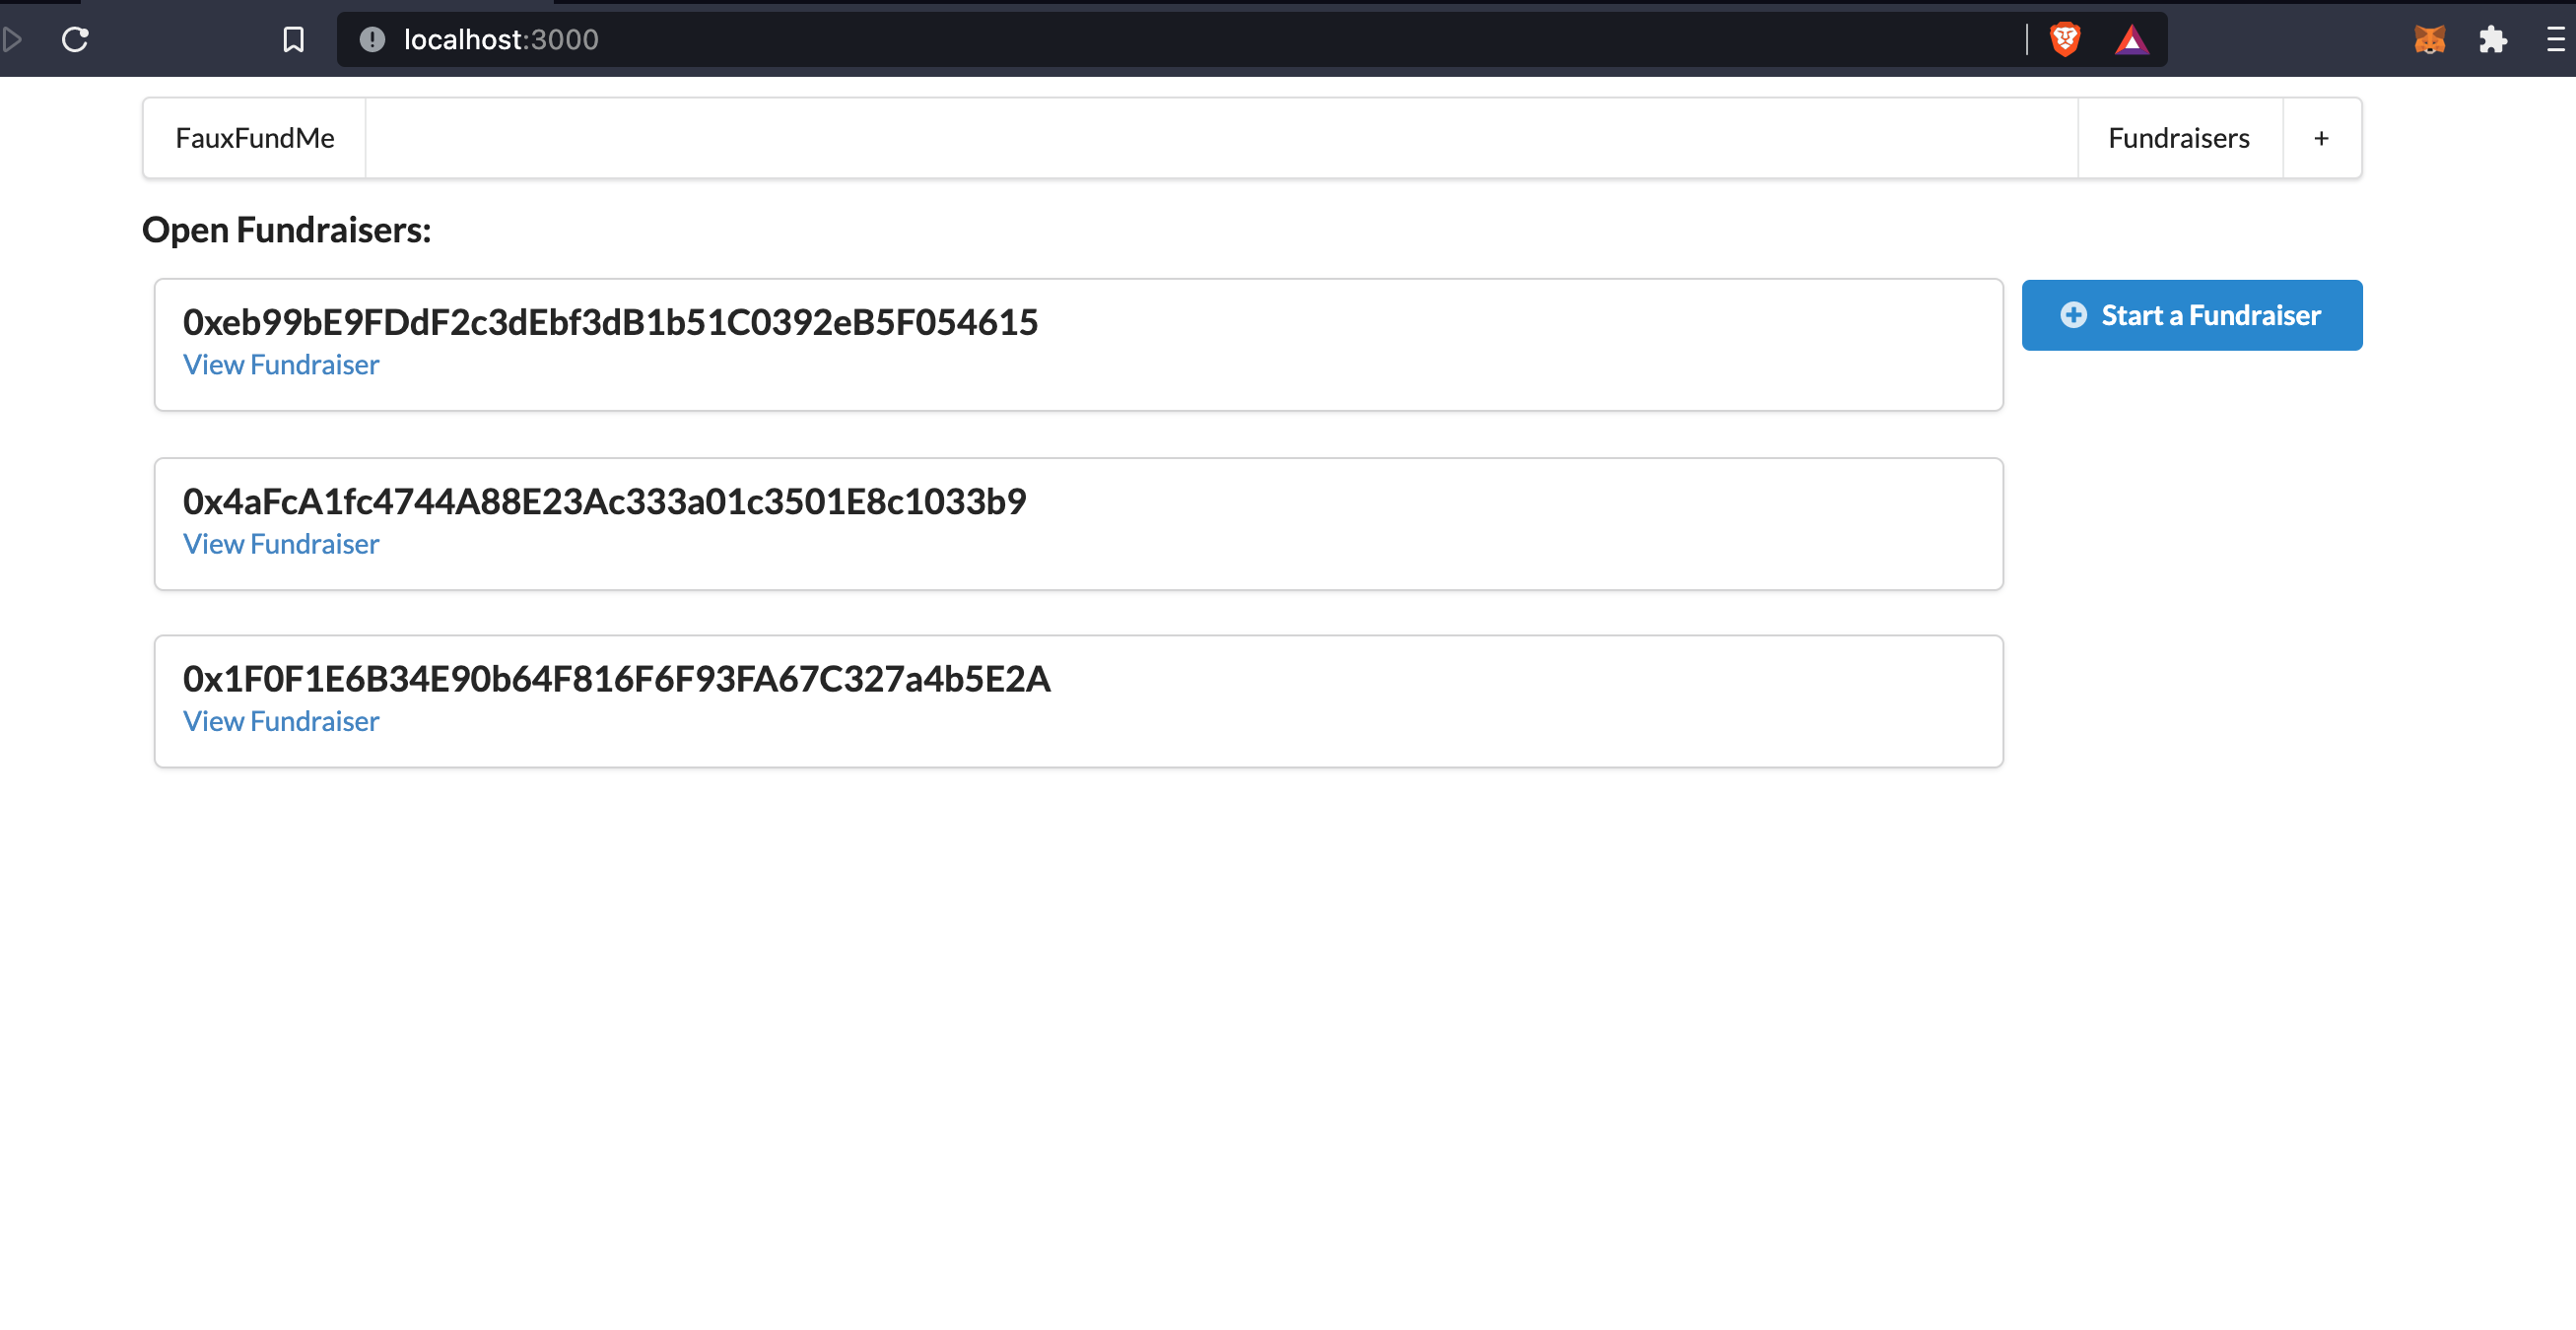 localhost:3000
FauxFundMe
Fundraisers
+
Open Fundraisers:
0xeb99bE9FDdF2c3dEbf3dB1b51C0392eB5F054615
View Fundraiser
Start a Fundraiser
0x4aFcA1fc4744A88E23Ac333a01c3501E8c1033b9
View Fundraiser
0x1F0F1E6B34E90b64F816F6F93FA67C327a4b5E2A
View Fundraiser